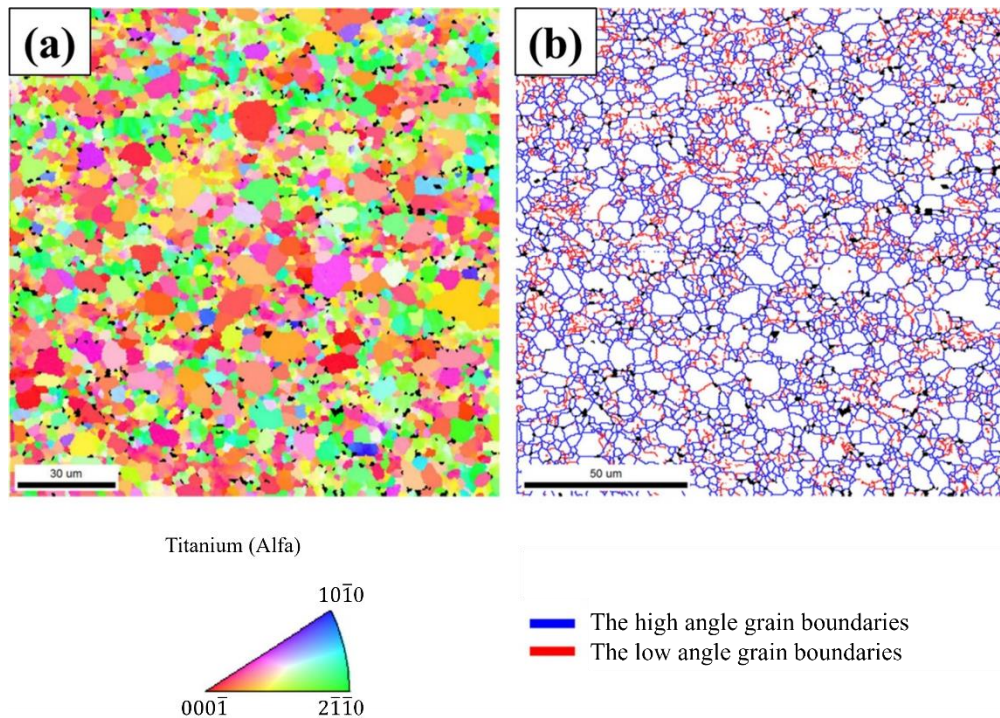 (a)
(b)
30 um
50 um
Titanium (Alfa)
101̄0
0001̄
21̄1̄0
The high angle grain boundaries
The low angle grain boundaries